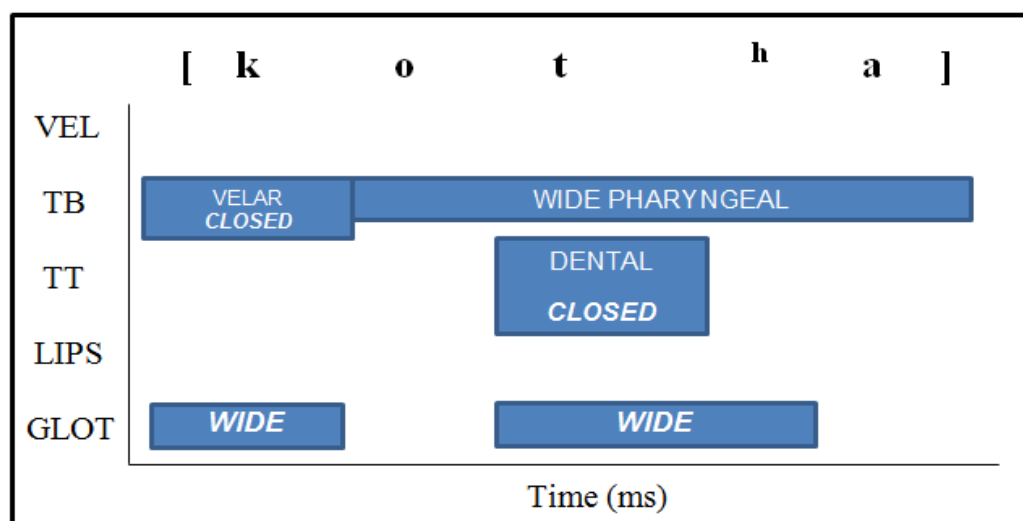 [ k o t ʰ a ]
VEL
TB
VELAR
CLOSED
WIDE PHARYNGEAL
TT
DENTAL
CLOSED
LIPS
GLOT
WIDE
WIDE
Time (ms)